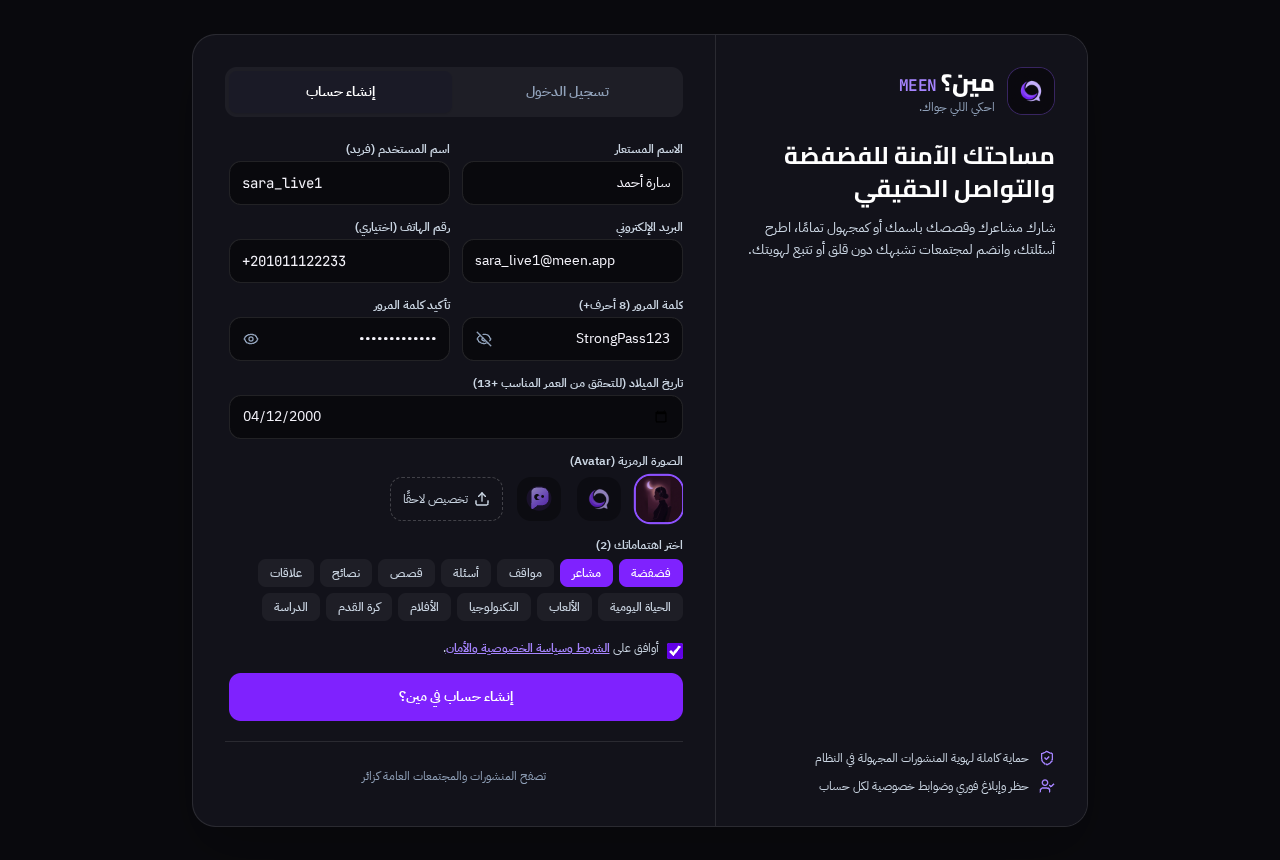 مين؟ MEEN
احكي اللي جواك.
مساحتك الآمنة للفضفضة
والتواصل الحقيقي
شارك مشاعرك وقصصك باسمك أو كمجهول تمامًا، اطرح
أسئلتك، وانضم لمجتمعات تشبهك دون قلق أو تتبع لهويتك.
حماية كاملة لهوية المنشورات المجهولة في النظام
حظر وإبلاغ فوري وضوابط خصوصية لكل حساب
تسجيل الدخول
إنشاء حساب
الاسم المستعار
اسم المستخدم (فريد)
سارة أحمد
sara_live1
البريد الإلكتروني
رقم الهاتف (اختياري)
sara_live1@meen.app
+201011122233
كلمة المرور (8 أحرف+)
تأكيد كلمة المرور
StrongPass123
•••••••••••••
تاريخ الميلاد (للتحقق من العمر المناسب +13)
04/12/2000
الصورة الرمزية (Avatar)
تخصيص لاحقًا
اختر اهتماماتك (2)
فضفضة مشاعر مواقف أسئلة قصص نصائح علاقات
الحياة اليومية الألعاب التكنولوجيا الأفلام كرة القدم الدراسة
أوافق على الشروط وسياسة الخصوصية والأمان.
إنشاء حساب في مين؟
تصفح المنشورات والمجتمعات العامة كزائر